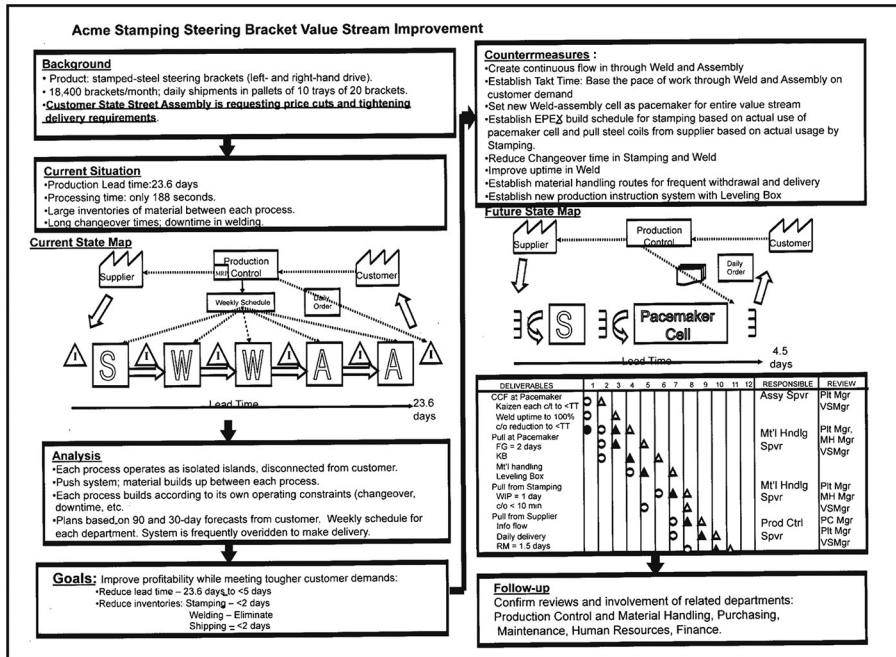 Acme Stamping Steering Bracket Value Stream Improvement
Background
•Product: stamped-steel steering brackets (left- and right-hand drive).
•18,400 brackets/month; daily shipments in pallets of 10 trays of 20 brackets.
•Customer State Street Assembly is requesting price cuts and tightening
delivery requirements.
Current Situation
•Production Lead time:23.6 days
•Processing time: only 188 seconds.
•Large inventories of material between each process.
•Long changeover times; downtime in welding.
Current State Map
Supplier
Production
MRP Control
Customer
Weekly Schedule
Daily
Order
I S I W I W I A I A I
Lead Time
23.6
days
Analysis
•Each process operates as isolated islands, disconnected from customer.
•Push system; material builds up between each process.
•Each process builds according to its own operating constraints (changeover,
downtime, etc.
•Plans based on 90 and 30-day forecasts from customer. Weekly schedule for
each department. System is frequently overidden to make delivery.
Goals: Improve profitability while meeting tougher customer demands:
•Reduce lead time – 23.6 days to <5 days
•Reduce inventories: Stamping – <2 days
Welding – Eliminate
Shipping – <2 days
Counterrmeasures :
•Create continuous flow in through Weld and Assembly
•Establish Takt Time: Base the pace of work through Weld and Assembly on
customer demand
•Set new Weld-assembly cell as pacemaker for entire value stream
•Establish EPEX build schedule for stamping based on actual use of
pacemaker cell and pull steel coils from supplier based on actual usage by
Stamping.
•Reduce Changeover time in Stamping and Weld
•Improve uptime in Weld
•Establish material handling routes for frequent withdrawal and delivery
•Establish new production instruction system with Leveling Box
Future State Map
Supplier
Production
Control
Customer
Daily
Order
S
Pacemaker
Cell
Lead Time
4.5
days
DELIVERABLES 1 2 3 4 5 6 7 8 9 10 11 12 RESPONSIBLE REVIEW
CCF at Pacemaker Assy Spvr Plt Mgr
Kaizen each c/t to <TT VSMgr
Weld uptime to 100%
c/o reduction to <TT
Pull at Pacemaker Mt'l Hndlg Plt Mgr,
FG = 2 days Spvr MH Mgr
KB VSMgr
Mt'l handling
Leveling Box
Pull from Stamping Mt'l Hndlg Plt Mgr
WIP = 1 day Spvr MH Mgr
c/o < 10 min VSMgr
Pull from Supplier Prod Ctrl PC Mgr
Info flow Spvr Plt Mgr
Daily delivery VSMgr
RM = 1.5 days
Follow-up
Confirm reviews and involvement of related departments:
Production Control and Material Handling, Purchasing,
Maintenance, Human Resources, Finance.